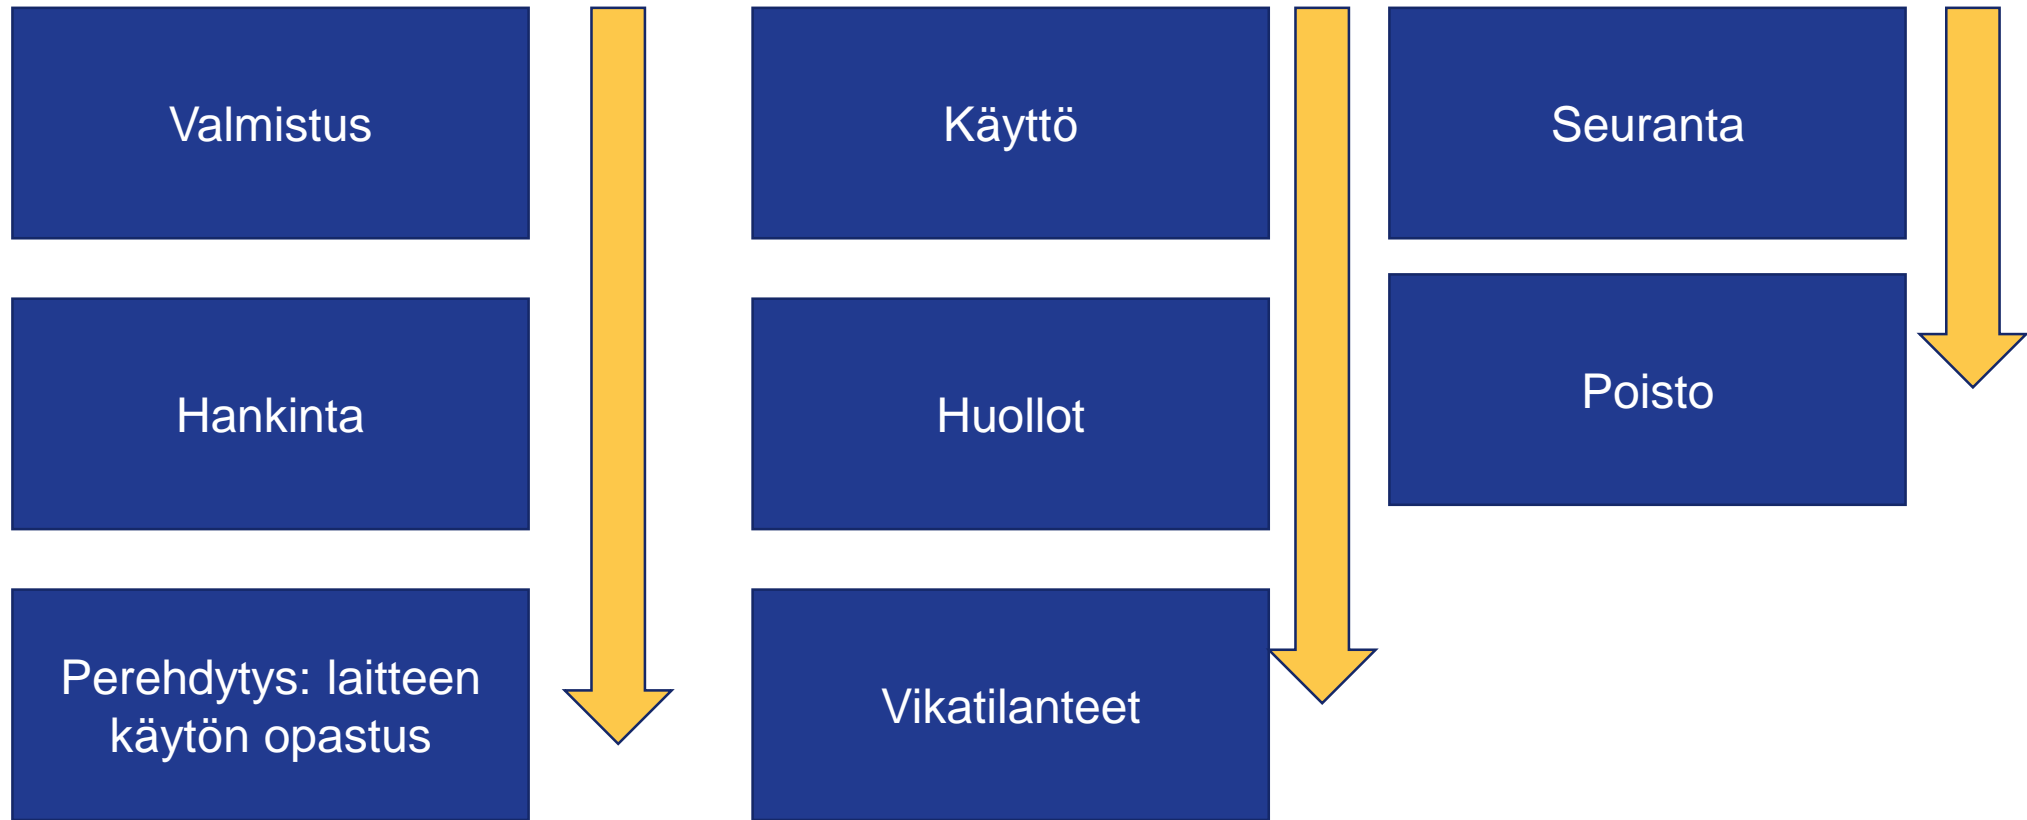 Valmistus
Hankinta
Perehdytys: laitteen
käytön opastus
Käyttö
Huollot
Vikatilanteet
Seuranta
Poisto